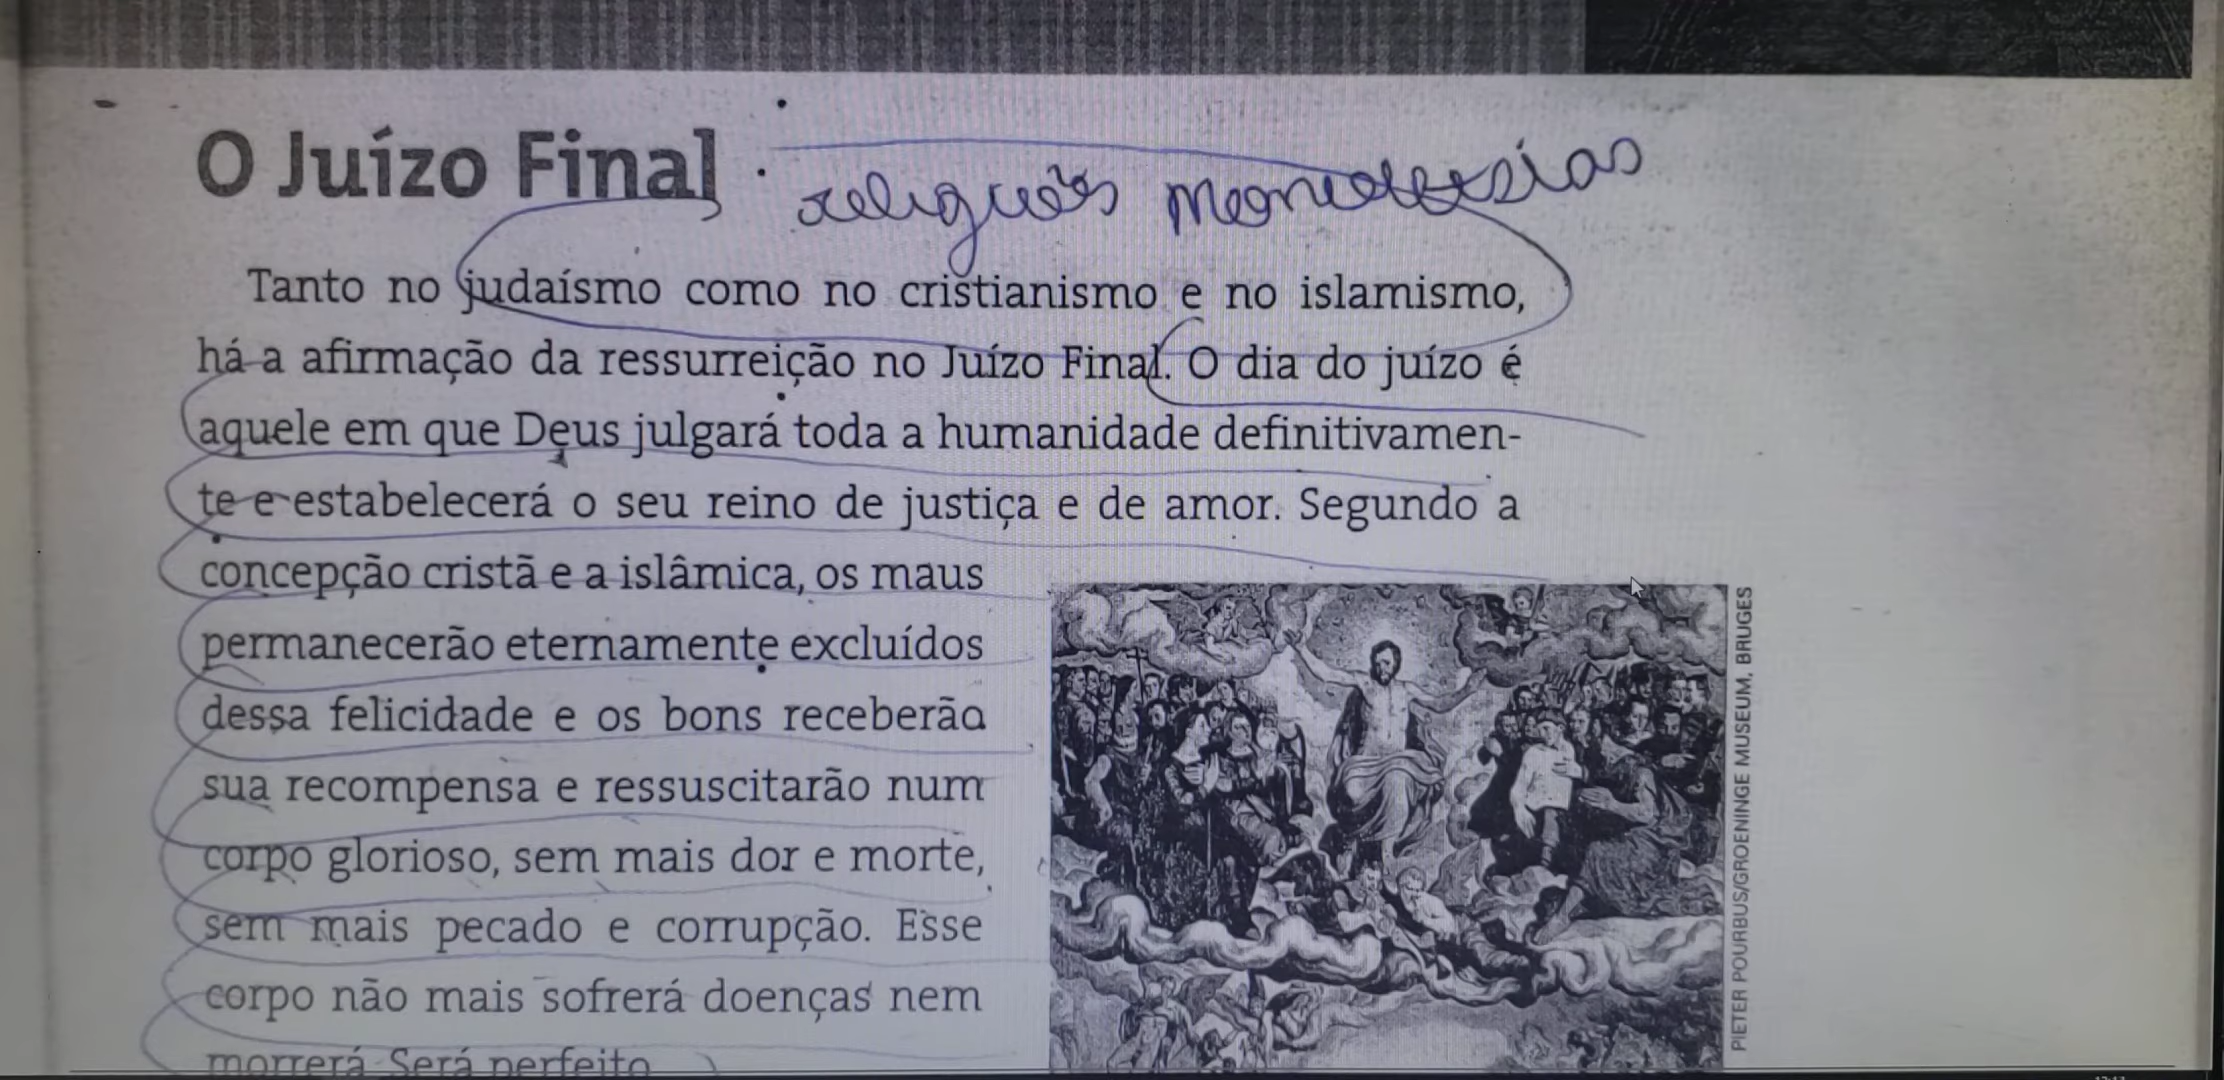 O Juízo Final
religiões
Tanto no judaísmo como no cristianismo e no islamismo,
há a afirmação da ressurreição no Juízo Final. O dia do juízo é
aquele em que Deus julgará toda a humanidade definitivamen-
te e estabelecerá o seu reino de justiça e de amor. Segundo a
concepção cristã e a islâmica, os maus
permanecerão eternamente excluídos
dessa felicidade e os bons receberão
sua recompensa e ressuscitarão num
corpo glorioso, sem mais dor e morte,
sem mais pecado e corrupção. Esse
corpo não mais sofrerá doenças nem
morrerá. Será perfeito.
PIETER POURBUS/GROENINGE MUSEUM, BRUGES